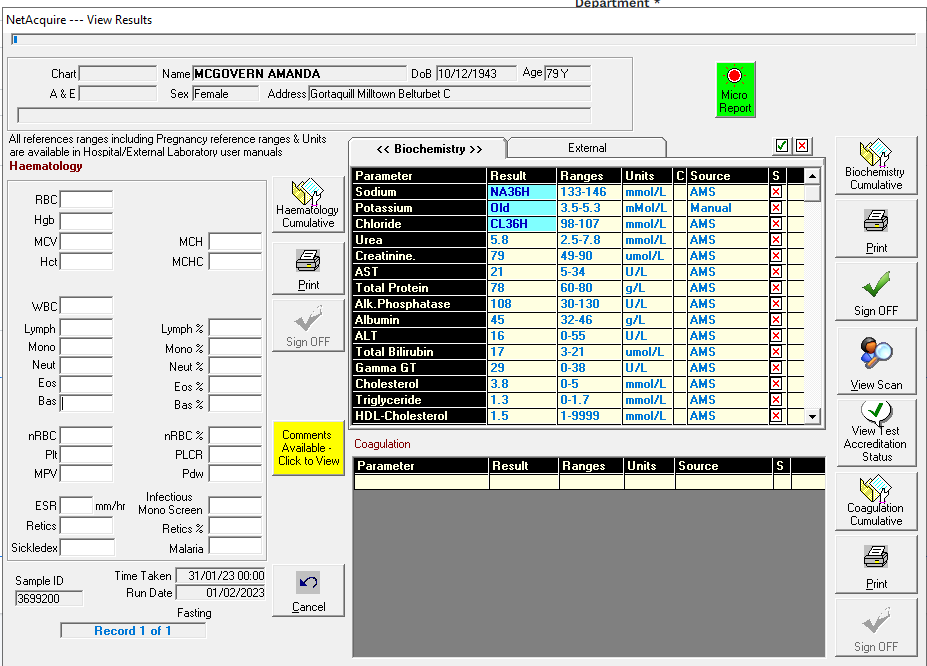 Department *
NetAcquire --- View Results
Chart Name MCGOVERN AMANDA DoB 10/12/1943 Age 79 Y
A & E Sex Female Address Gortaquill Milltown Belturbet C
Micro
Report
All references ranges including Pregnancy reference ranges & Units
are available in Hospital/External Laboratory user manuals
Haematology
RBC
Hgb
MCV MCH
Hct MCHC
WBC
Lymph Lymph %
Mono Mono %
Neut Neut %
Eos Eos %
Bas Bas %
nRBC nRBC %
Plt PLCR
MPV Pdw
ESR mm/hr Infectious
Mono Screen
Retics Retics %
Sickledex Malaria
Sample ID
3699200
Time Taken 31/01/23 00:00
Run Date 01/02/2023
Fasting
Record 1 of 1
Haematology
Cumulative
Print
Sign OFF
Comments
Available -
Click to View
Cancel
<< Biochemistry >> External
Parameter Result Ranges Units C Source S
Sodium NA36H 133-146 mmol/L AMS
Potassium Old 3.5-5.3 mMol/L Manual
Chloride CL36H 98-107 mmol/L AMS
Urea 5.8 2.5-7.8 mmol/L AMS
Creatinine. 79 49-90 umol/L AMS
AST 21 5-34 U/L AMS
Total Protein 78 60-80 g/L AMS
Alk.Phosphatase 108 30-130 U/L AMS
Albumin 45 32-46 g/L AMS
ALT 16 0-55 U/L AMS
Total Bilirubin 17 3-21 umol/L AMS
Gamma GT 29 0-38 U/L AMS
Cholesterol 3.8 0-5 mmol/L AMS
Triglyceride 1.3 0-1.7 mmol/L AMS
HDL-Cholesterol 1.5 1-9999 mmol/L AMS
Coagulation
Parameter Result Ranges Units Source S
Biochemistry
Cumulative
Print
Sign OFF
View Scan
View Test
Accreditation
Status
Coagulation
Cumulative
Print
Sign OFF